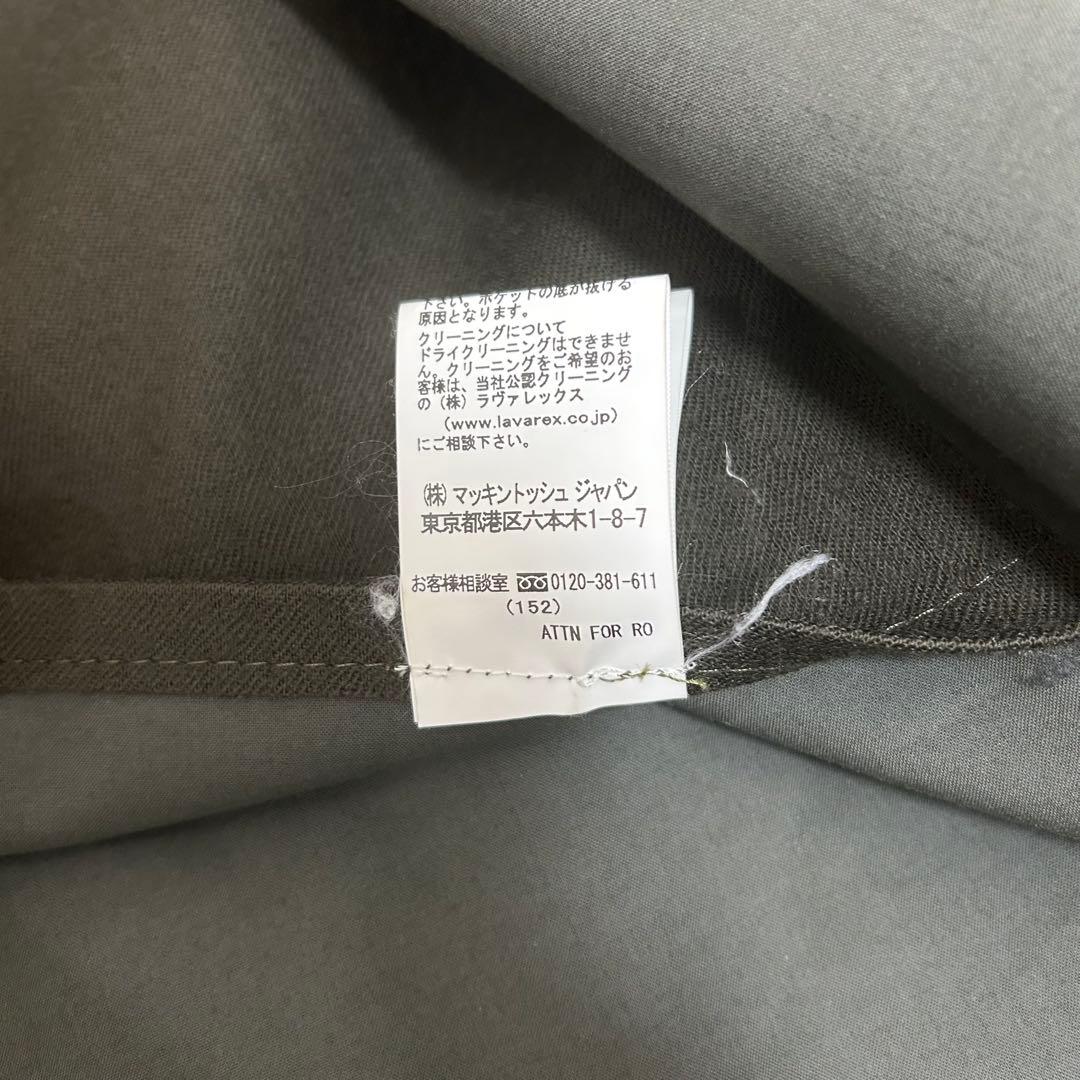 下さい。ポケットの底が抜ける
原因となります。
クリーニングについて
ドライクリーニングはできませ
ん。クリーニングをご希望のお
客様は、当社公認クリーニング
の（株）ラヴァレックス
（www.lavarex.co.jp）
にご相談下さい。
（株）マッキントッシュ ジャパン
東京都港区六本木1-8-7
お客様相談室 0120-381-611
（152）
ATTN FOR RO